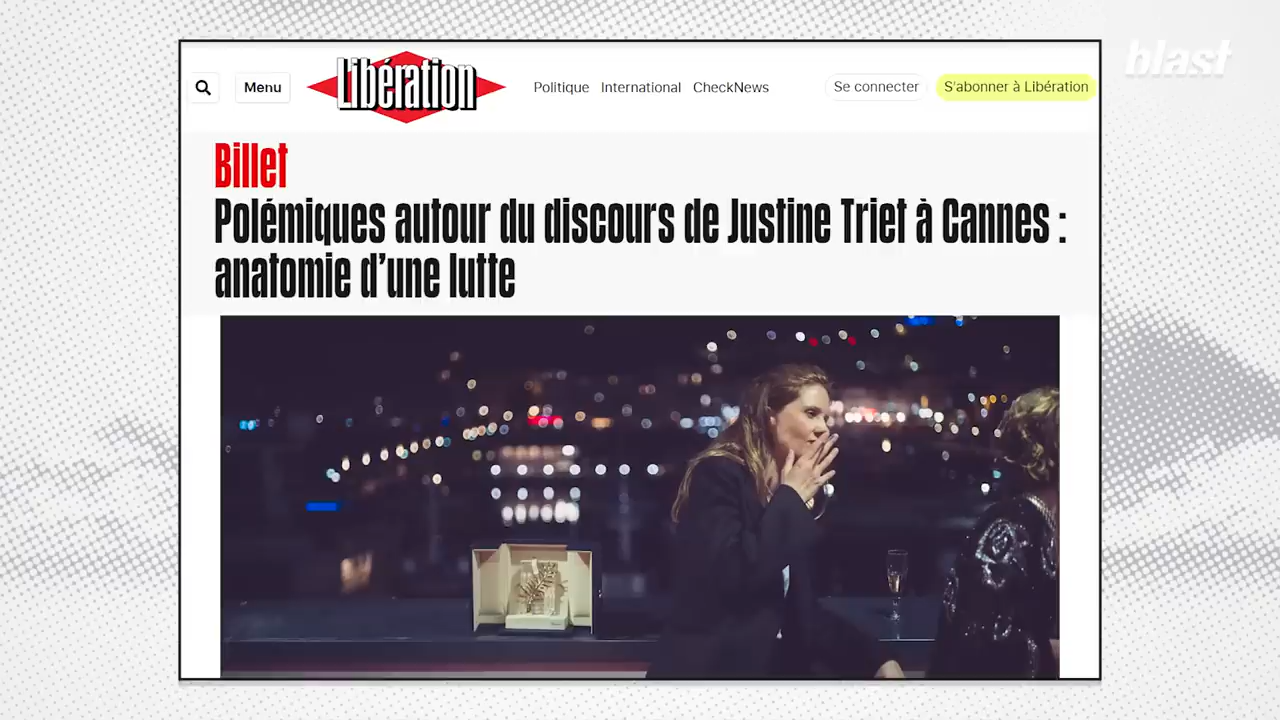 blast
Menu
Libération
Politique International CheckNews
Se connecter
S'abonner à Libération
Billet
Polémiques autour du discours de Justine Triet à Cannes :
anatomie d'une lutte